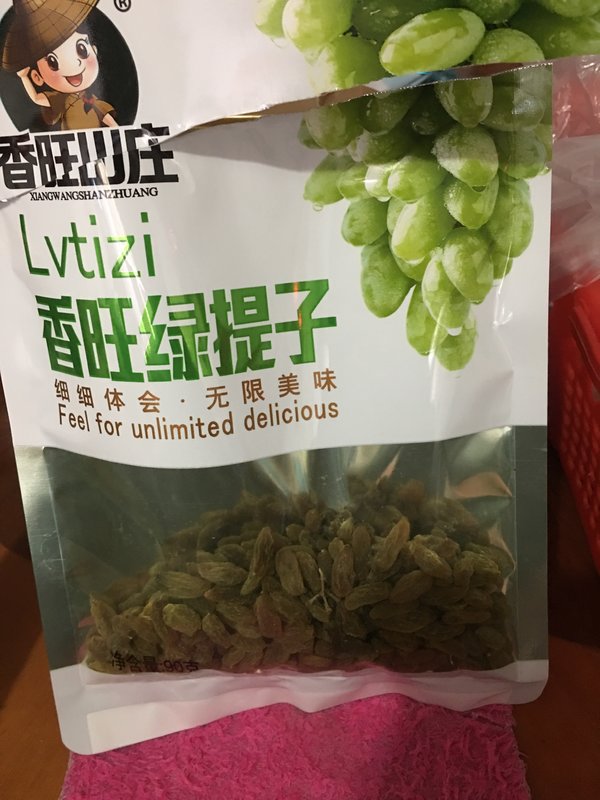 ®
香旺山庄
XIANGWANGSHANZHUANG
Lvtizi
香旺绿提子
细细体会·无限美味
Feel for unlimited delicious
净含量:90克